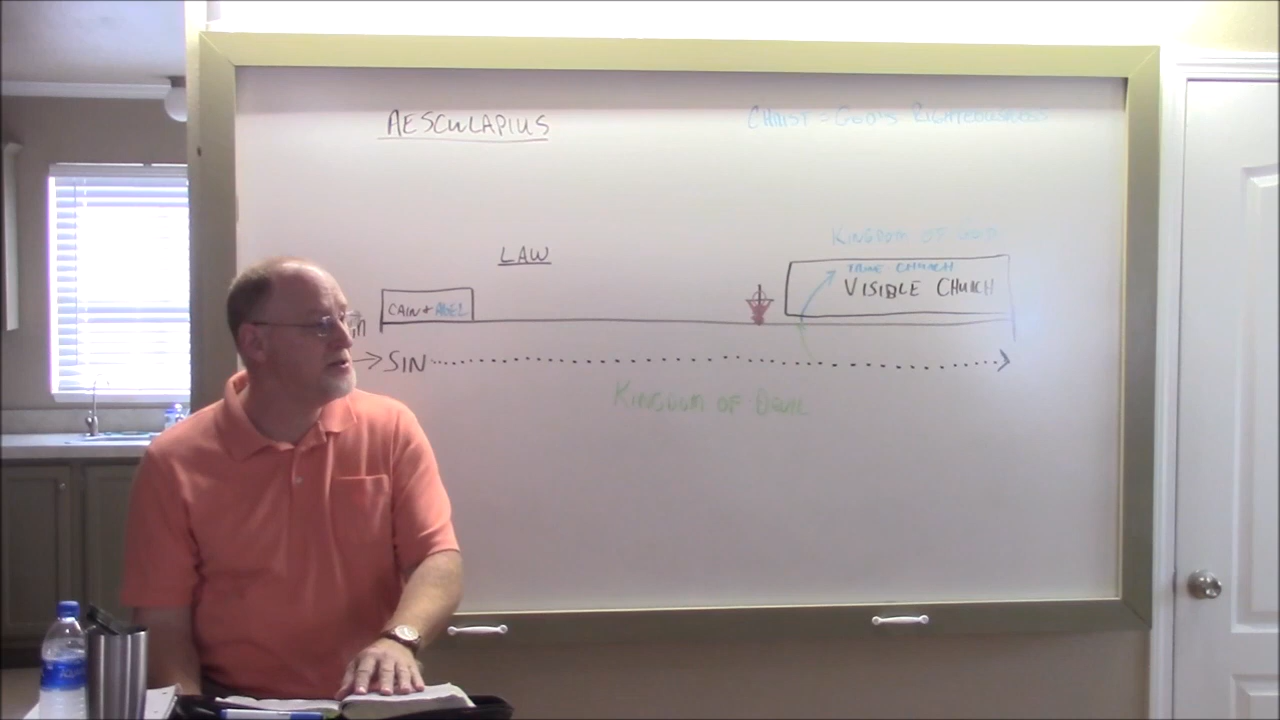 AESCULAPIUS
CHRIST = GOD'S RIGHTEOUSNESS
KINGDOM OF GOD
LAW
TRUE CHURCH
VISIBLE CHURCH
CAIN + ABEL
SIN
KINGDOM OF DEVIL